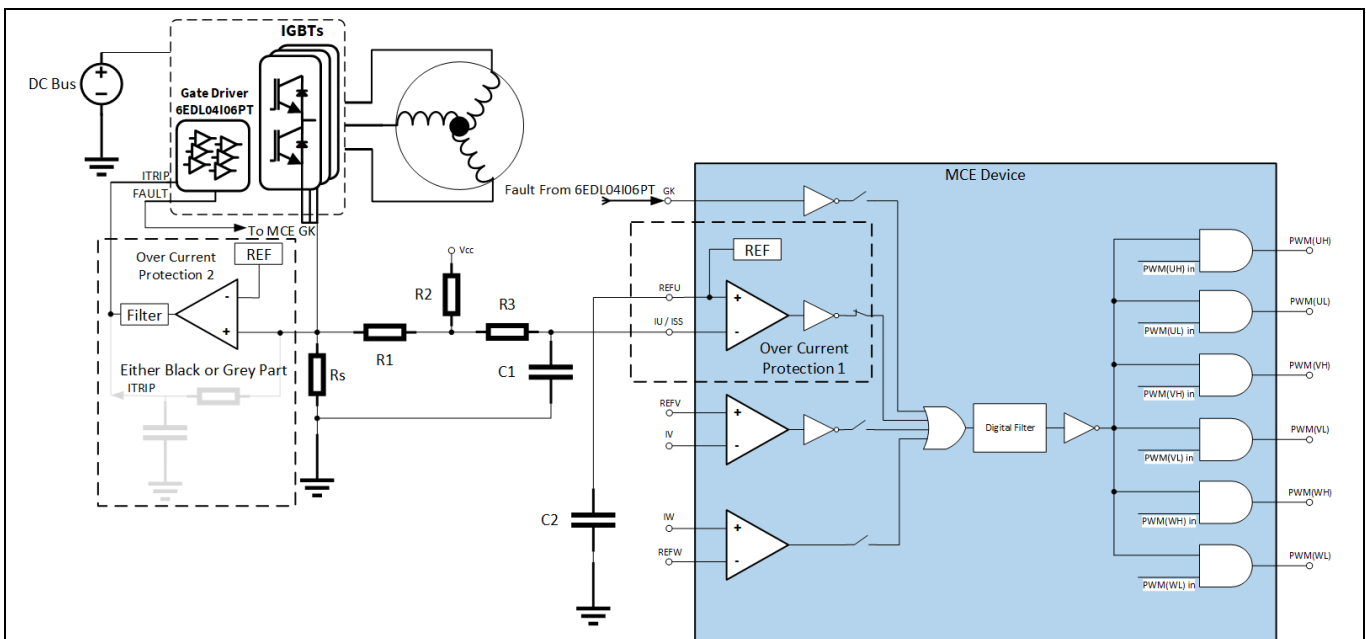 IGBTs
DC Bus
Gate Driver
6EDL04I06PT
ITRIP
FAULT
To MCE GK
Over Current
Protection 2
REF
-
+
Filter
Either Black or Grey Part
ITRIP
Rs
R1
R2
Vcc
R3
C1
C2
Fault From 6EDL04I06PT
GK
MCE Device
REF
REFU
+
IU / ISS
-
Over Current
Protection 1
REFV
+
IV
-
IW
+
REFW
-
Digital Filter
PWM(UH)
PWM(UH) in
PWM(UL)
PWM(UL) in
PWM(VH)
PWM(VH) in
PWM(VL)
PWM(VL) in
PWM(WH)
PWM(WH) in
PWM(WL)
PWM(WL) in